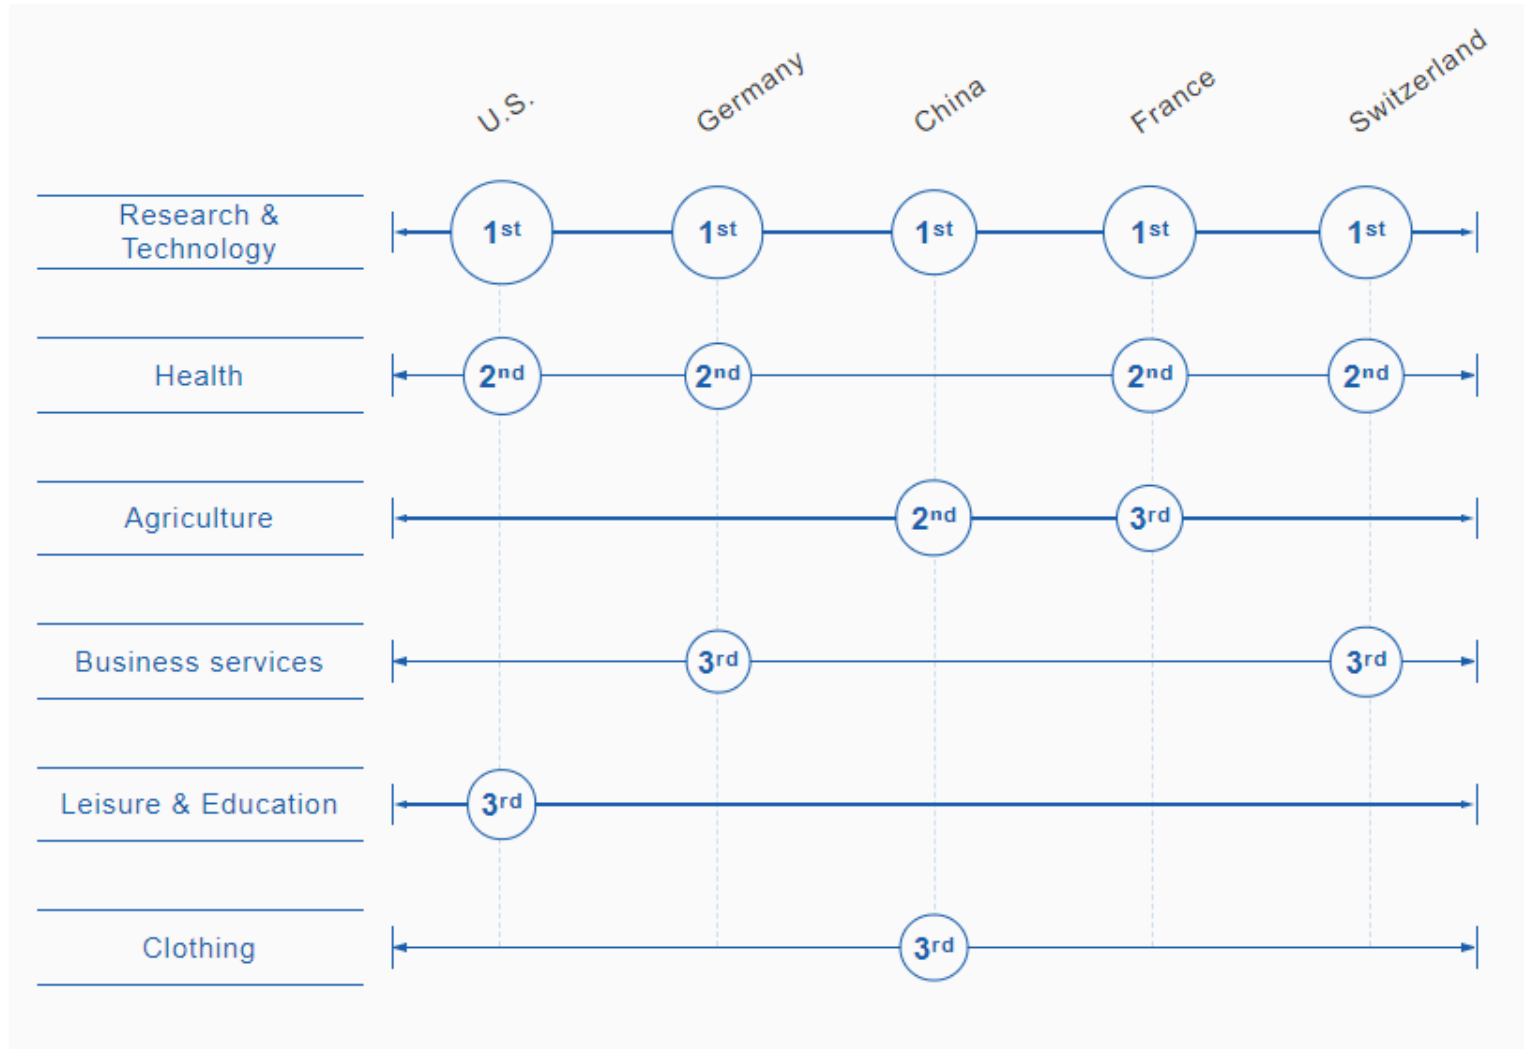 U.S.
Germany
China
France
Switzerland
Research &
Technology
1st
1st
1st
1st
1st
Health
2nd
2nd
2nd
2nd
Agriculture
2nd
3rd
Business services
3rd
3rd
Leisure & Education
3rd
Clothing
3rd